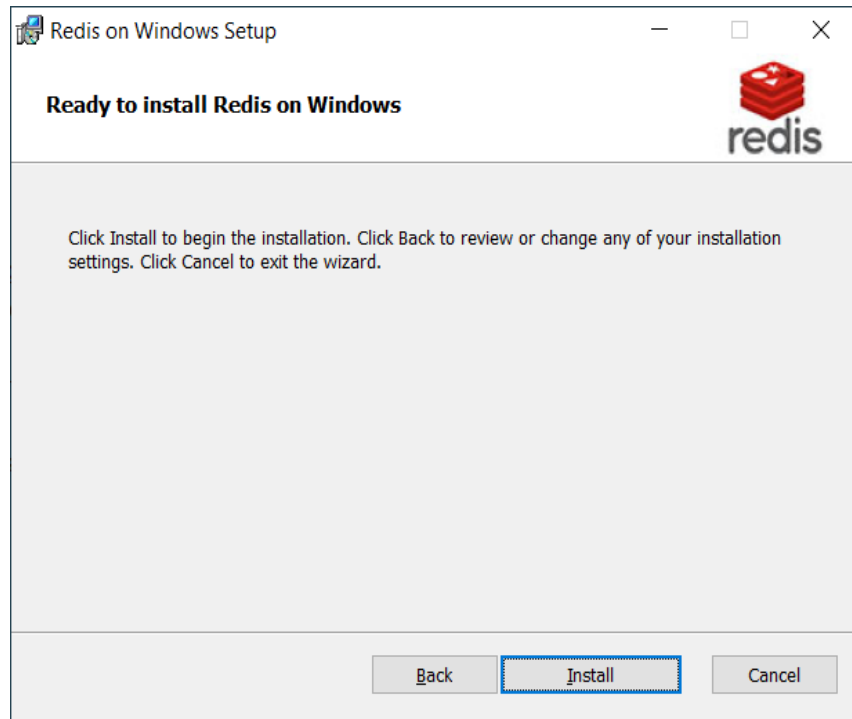 Redis on Windows Setup
Ready to install Redis on Windows
redis
Click Install to begin the installation. Click Back to review or change any of your installation
settings. Click Cancel to exit the wizard.
Back Install Cancel